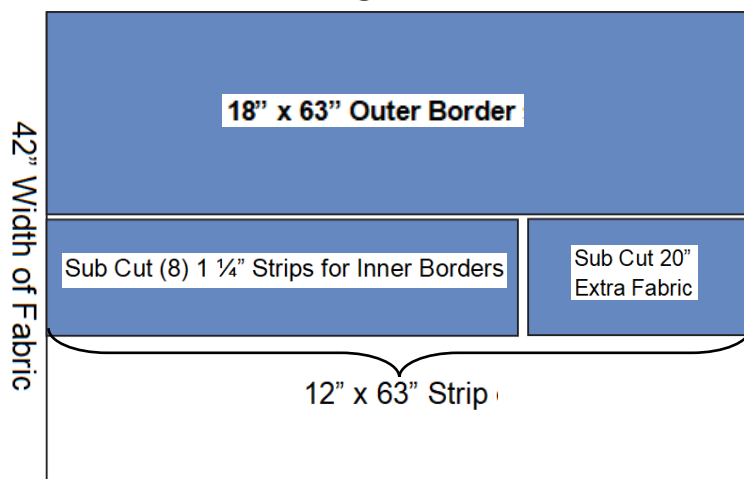 18” x 63” Outer Border
42” Width of Fabric
Sub Cut (8) 1 ¼” Strips for Inner Borders
Sub Cut 20”
Extra Fabric
12” x 63” Strip